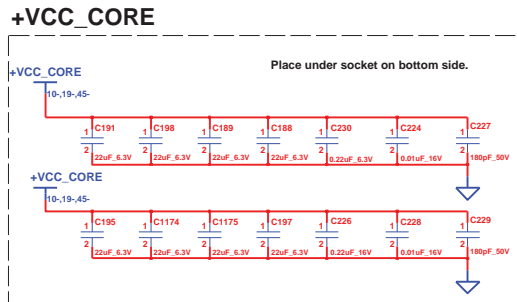 +VCC_CORE
Place under socket on bottom side.
+VCC_CORE
10-,19-,45-
C191 C198 C189 C188 C230 C224 C227
1 1 1 1 1 1 1
2 2 2 2 2 2 2
22uF_6.3V 22uF_6.3V 22uF_6.3V 22uF_6.3V 0.22uF_6.3V 0.01uF_16V 180pF_50V
+VCC_CORE
10-,19-,45-
C195 C1174 C1175 C197 C226 C228 C229
1 1 1 1 1 1 1
2 2 2 2 2 2 2
22uF_6.3V 22uF_6.3V 22uF_6.3V 22uF_6.3V 0.22uF_16V 0.01uF_16V 180pF_50V